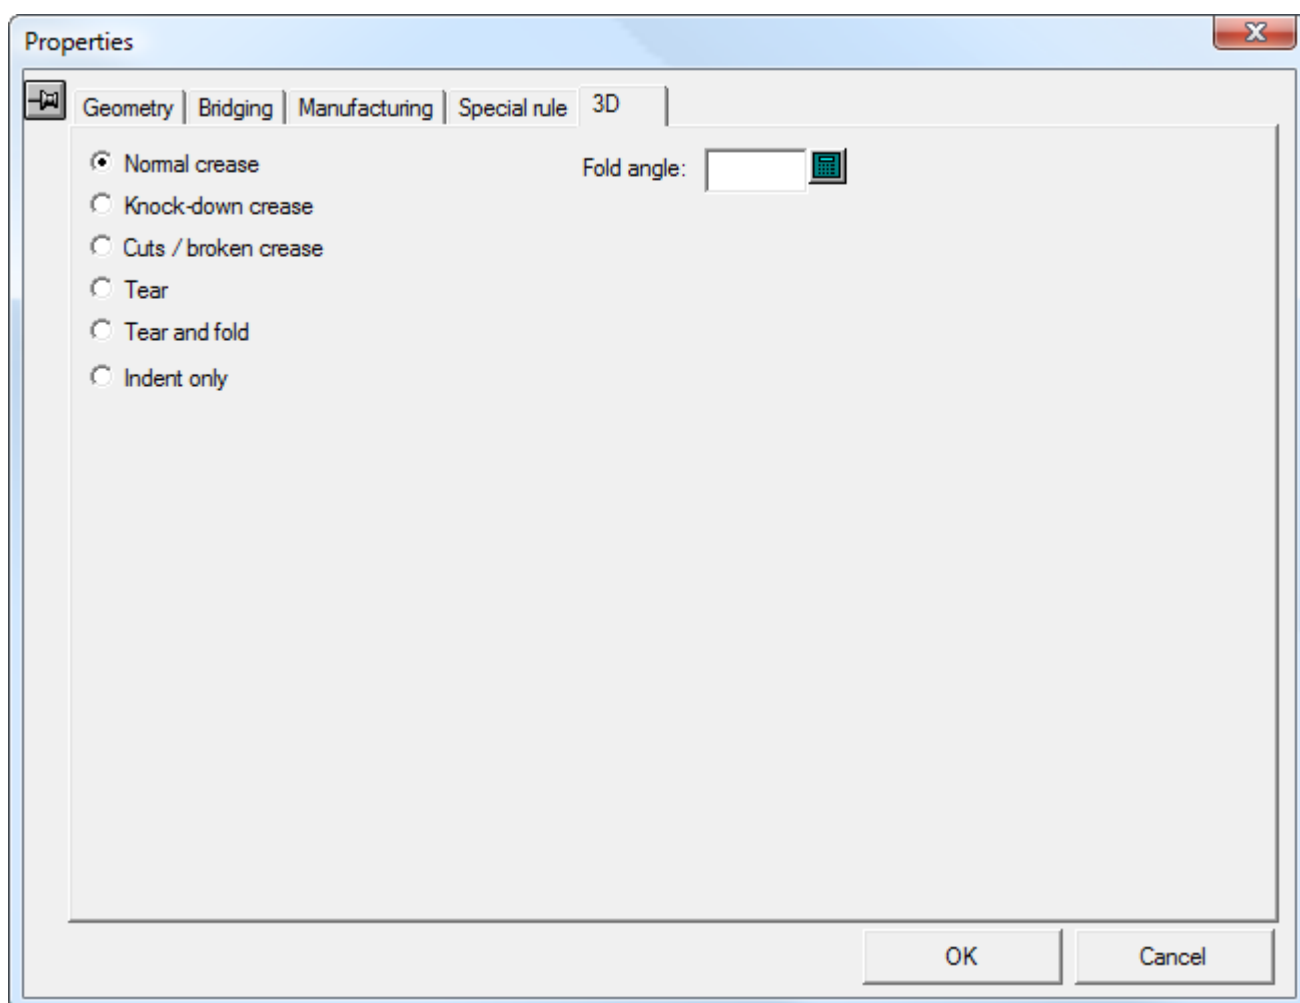 Properties
Geometry Bridging Manufacturing Special rule 3D
Normal crease Fold angle:
Knock-down crease
Cuts / broken crease
Tear
Tear and fold
Indent only
OK Cancel